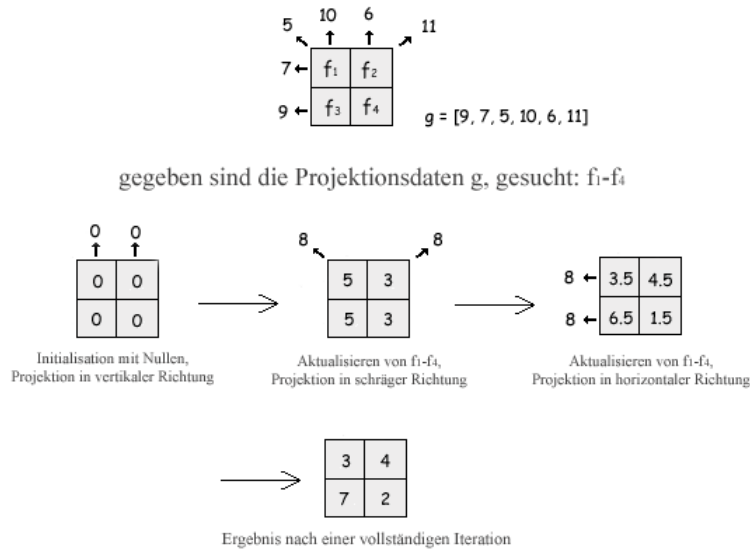 5 10 6 11
7 f₁ f₂
9 f₃ f₄
g = [9, 7, 5, 10, 6, 11]
gegeben sind die Projektionsdaten g, gesucht: f₁-f₄
0 0
0 0
0 0
Initialisation mit Nullen,
Projektion in vertikaler Richtung
8 8
5 3
5 3
Aktualisieren von f₁-f₄,
Projektion in schräger Richtung
8 3.5 4.5
8 6.5 1.5
Aktualisieren von f₁-f₄,
Projektion in horizontaler Richtung
3 4
7 2
Ergebnis nach einer vollständigen Iteration